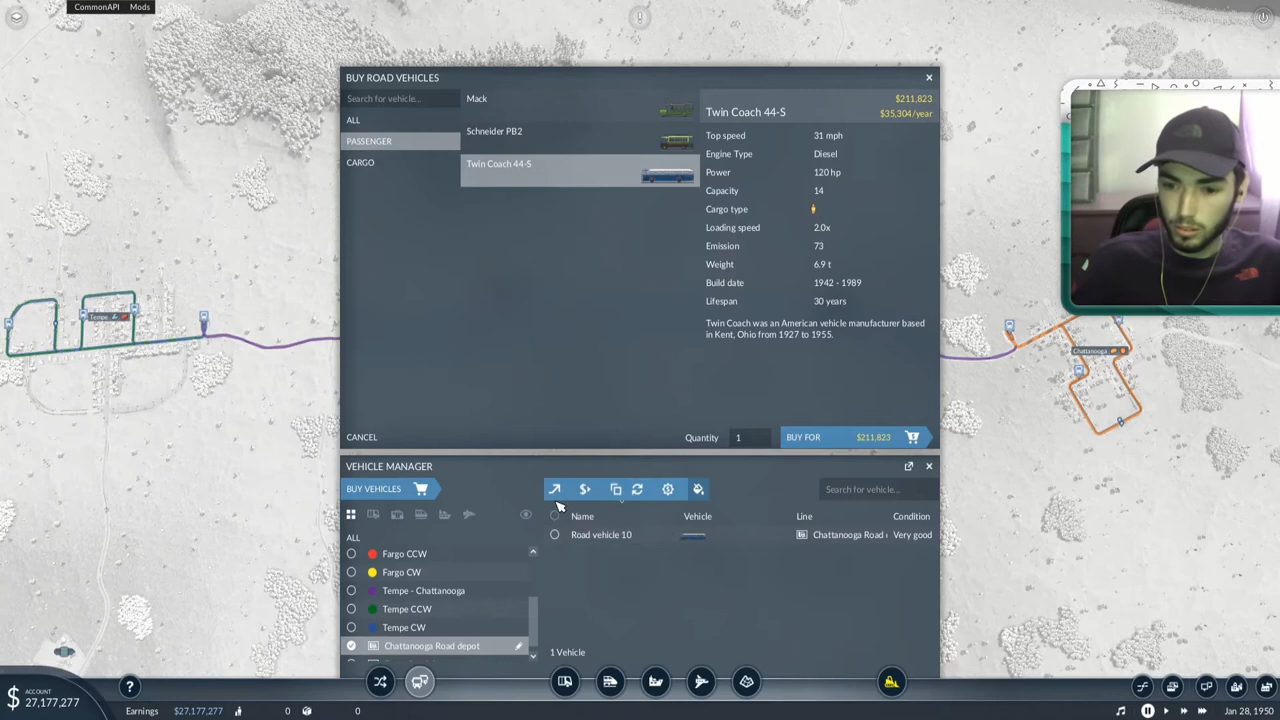 CommonAPI Mods
BUY ROAD VEHICLES
Search for vehicle...
ALL
PASSENGER
CARGO
Mack
Schneider PB2
Twin Coach 44-S
$211,823
Twin Coach 44-S
$35,304/year
Top speed 31 mph
Engine Type Diesel
Power 120 hp
Capacity 14
Cargo type
Loading speed 2.0x
Emission 73
Weight 6.9 t
Build date 1942 - 1989
Lifespan 30 years
Twin Coach was an American vehicle manufacturer based
in Kent, Ohio from 1927 to 1955.
CANCEL
Quantity 1
BUY FOR $211,823
Tempe
Chattanooga
VEHICLE MANAGER
BUY VEHICLES
Search for vehicle...
ALL
Fargo CCW
Fargo CW
Tempe - Chattanooga
Tempe CCW
Tempe CW
Chattanooga Road depot
Name Vehicle Line Condition
Road vehicle 10 Chattanooga Road Very good
1 Vehicle
$ ACCOUNT
27,177,277
?
Earnings $27,177,277 0 0
Jan 28, 1950